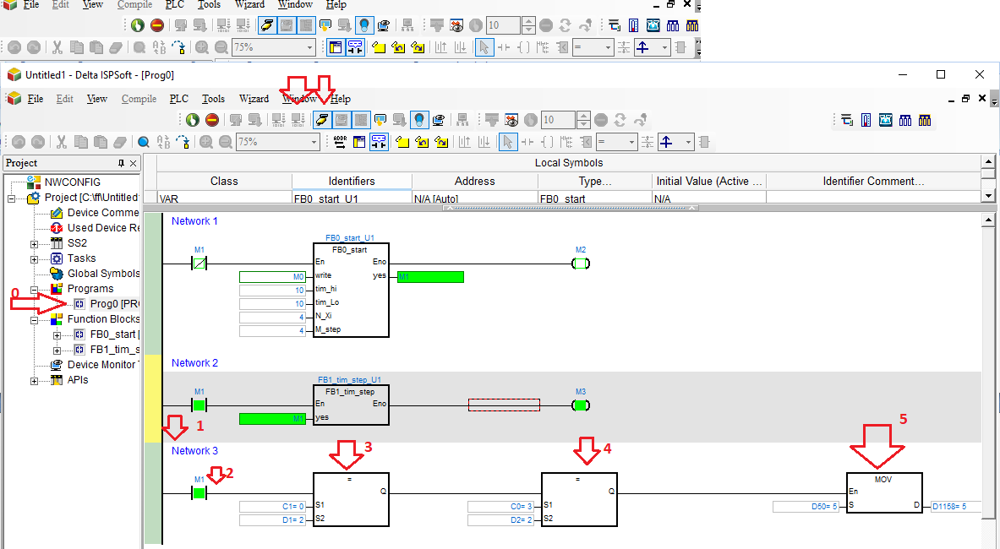 File Edit View Compile PLC Tools Wizard Window Help
10
75%
=
Untitled1 - Delta ISPSoft - [Prog0]
File Edit View Compile PLC Tools Wizard Window Help
10
75%
ADDR
=
Project
NWCONFIG
Project [C:\ff\Untitled
Device Comme
Used Device Re
SS2
Tasks
Global Symbols
Programs
0
Prog0 [PR
Function Blocks
FB0_start [
FB1_tim_s
Device Monitor T
APIs
Local Symbols
Class Identifiers Address Type... Initial Value (Active ... Identifier Comment...
VAR FB0_start_U1 N/A [Auto] FB0_start N/A
Network 1
FB0_start_U1
M1 FB0_start M2
En Eno
M0 write yes M1
10 tim_hi
10 tim_Lo
4 N_Xi
4 M_step
Network 2
FB1_tim_step_U1
M1 FB1_tim_step M3
En Eno
M1 yes
1
Network 3
2
3
4
5
M1 = = MOV
Q Q En
C1= 0 S1 C0= 3 S1 D50= 5 S D D1158= 5
D1= 2 S2 D2= 2 S2